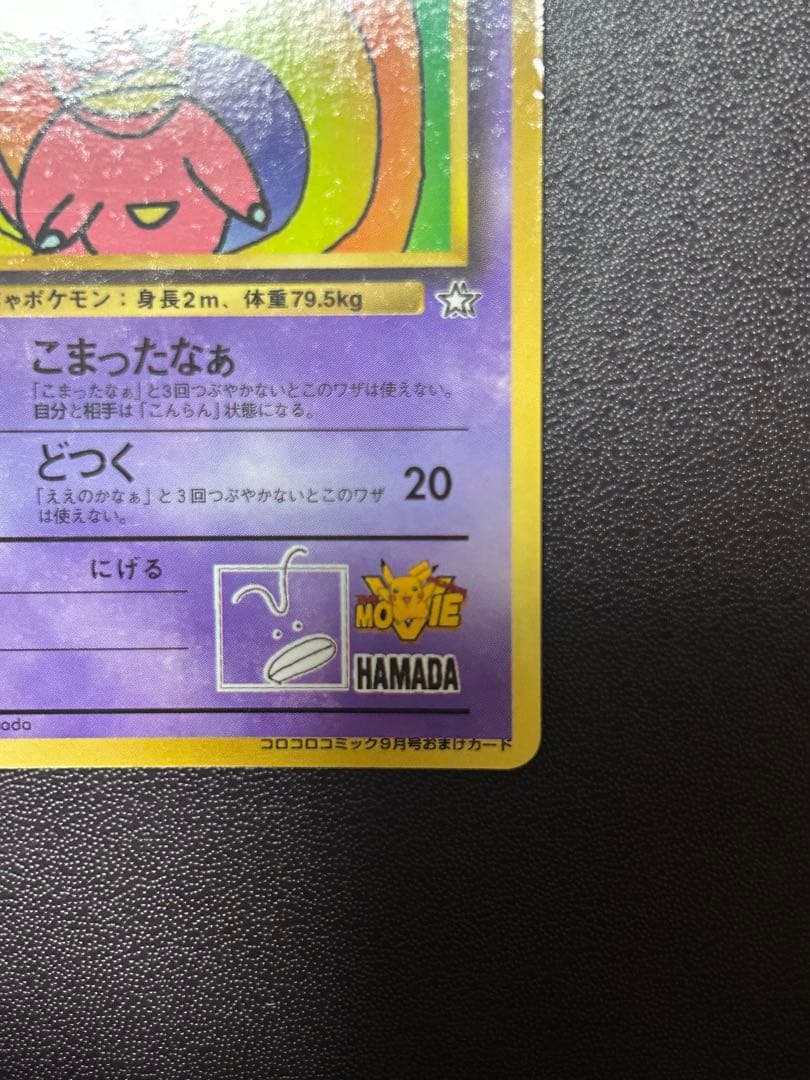 ゃポケモン：身長2m、体重79.5kg
こまったなぁ
「こまったなぁ」と3回つぶやかないとこのワザは使えない。
自分と相手は「こんらん」状態になる。
どつく 20
「ええのかなぁ」と3回つぶやかないとこのワザ
は使えない。
にげる
MOVIE
HAMADA
ada
コロコロコミック9月号おまけカード